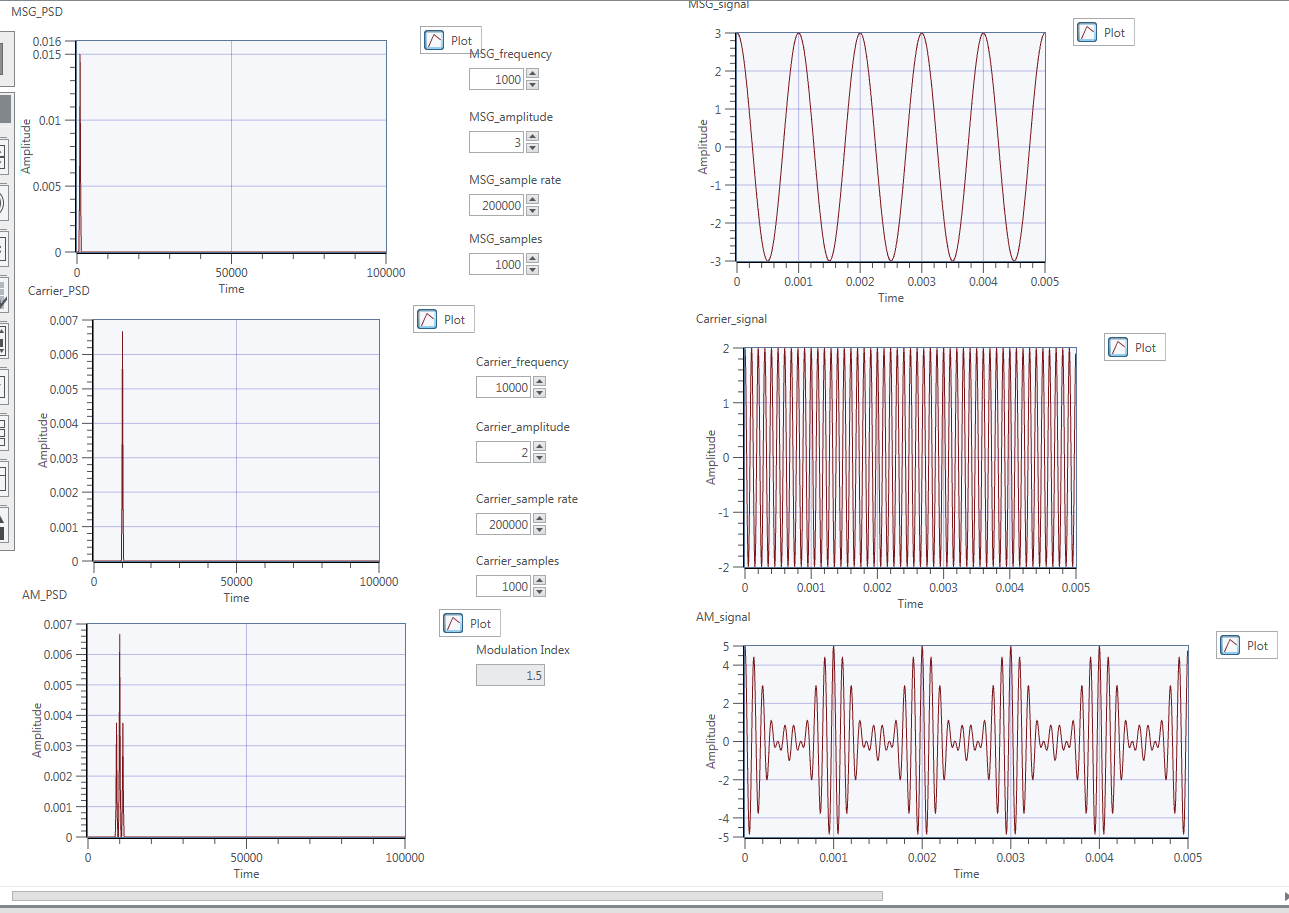 MSG_PSD
Plot
0.016
0.015
0.01
0.005
0
Amplitude
0
50000
100000
Time
MSG_frequency
1000
MSG_amplitude
3
MSG_sample rate
200000
MSG_samples
1000
MSG_signal
Plot
3
2
1
0
-1
-2
-3
Amplitude
0
0.001
0.002
0.003
0.004
0.005
Time
Carrier_PSD
Plot
0.007
0.006
0.005
0.004
0.003
0.002
0.001
0
Amplitude
0
50000
100000
Time
Carrier_frequency
10000
Carrier_amplitude
2
Carrier_sample rate
200000
Carrier_samples
1000
Carrier_signal
Plot
2
1
0
-1
-2
Amplitude
0
0.001
0.002
0.003
0.004
0.005
Time
AM_PSD
Plot
0.007
0.006
0.005
0.004
0.003
0.002
0.001
0
Amplitude
0
50000
100000
Time
Modulation Index
1.5
AM_signal
Plot
5
4
2
0
-2
-4
-5
Amplitude
0
0.001
0.002
0.003
0.004
0.005
Time